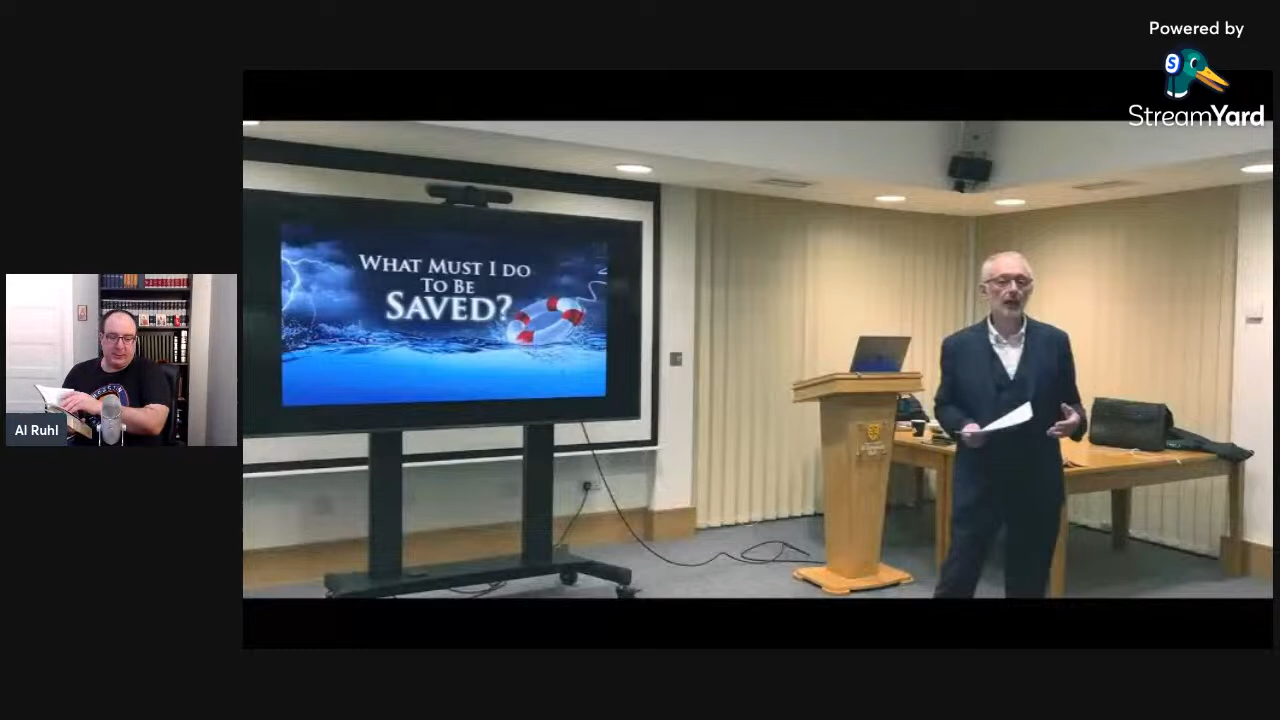 Powered by
StreamYard
WHAT MUST I DO
TO BE
SAVED?
Al Ruhl